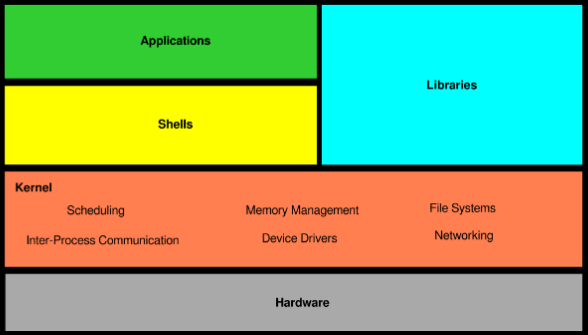 Applications
Libraries
Shells
Kernel
Scheduling
Memory Management
File Systems
Inter-Process Communication
Device Drivers
Networking
Hardware